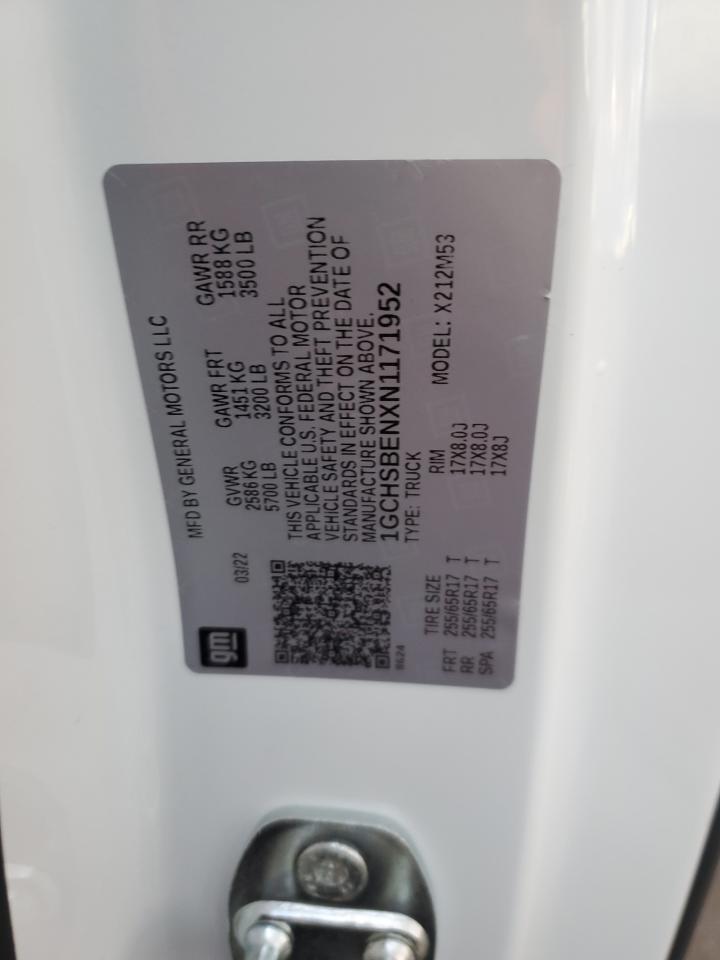 gm
MFD BY GENERAL MOTORS LLC
03/22
GVWR
2586 KG
5700 LB
GAWR FRT
1451 KG
3200 LB
GAWR RR
1588 KG
3500 LB
THIS VEHICLE CONFORMS TO ALL
APPLICABLE U.S. FEDERAL MOTOR
VEHICLE SAFETY AND THEFT PREVENTION
STANDARDS IN EFFECT ON THE DATE OF
MANUFACTURE SHOWN ABOVE.
1GCHSBENXN1171952
8624
TYPE: TRUCK
MODEL: X212M53
TIRE SIZE RIM
FRT 255/65R17 T 17X8.0J
RR 255/65R17 T 17X8.0J
SPA 255/65R17 T 17X8J